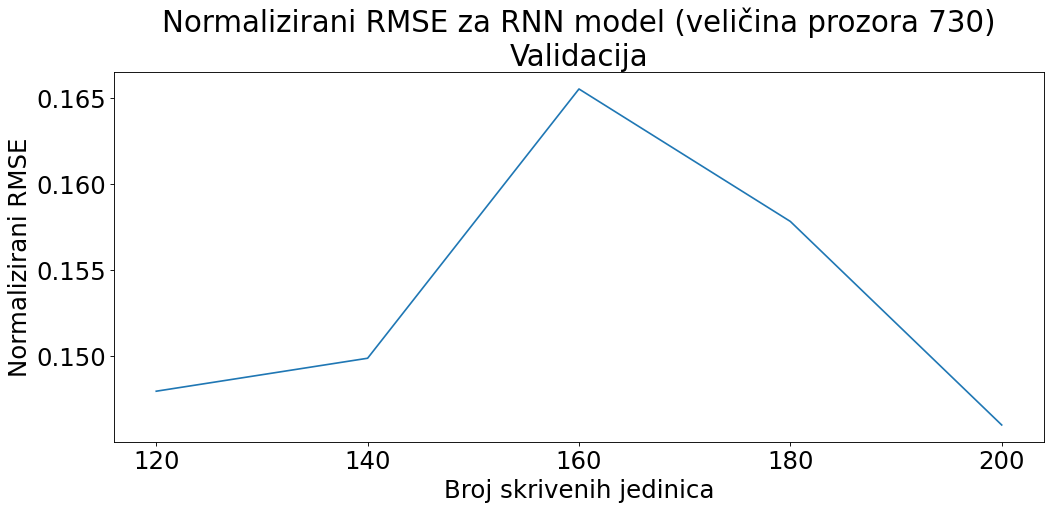 Normalizirani RMSE za RNN model (veličina prozora 730)
Validacija
Normalizirani RMSE
0.165
0.160
0.155
0.150
120 140 160 180 200
Broj skrivenih jedinica